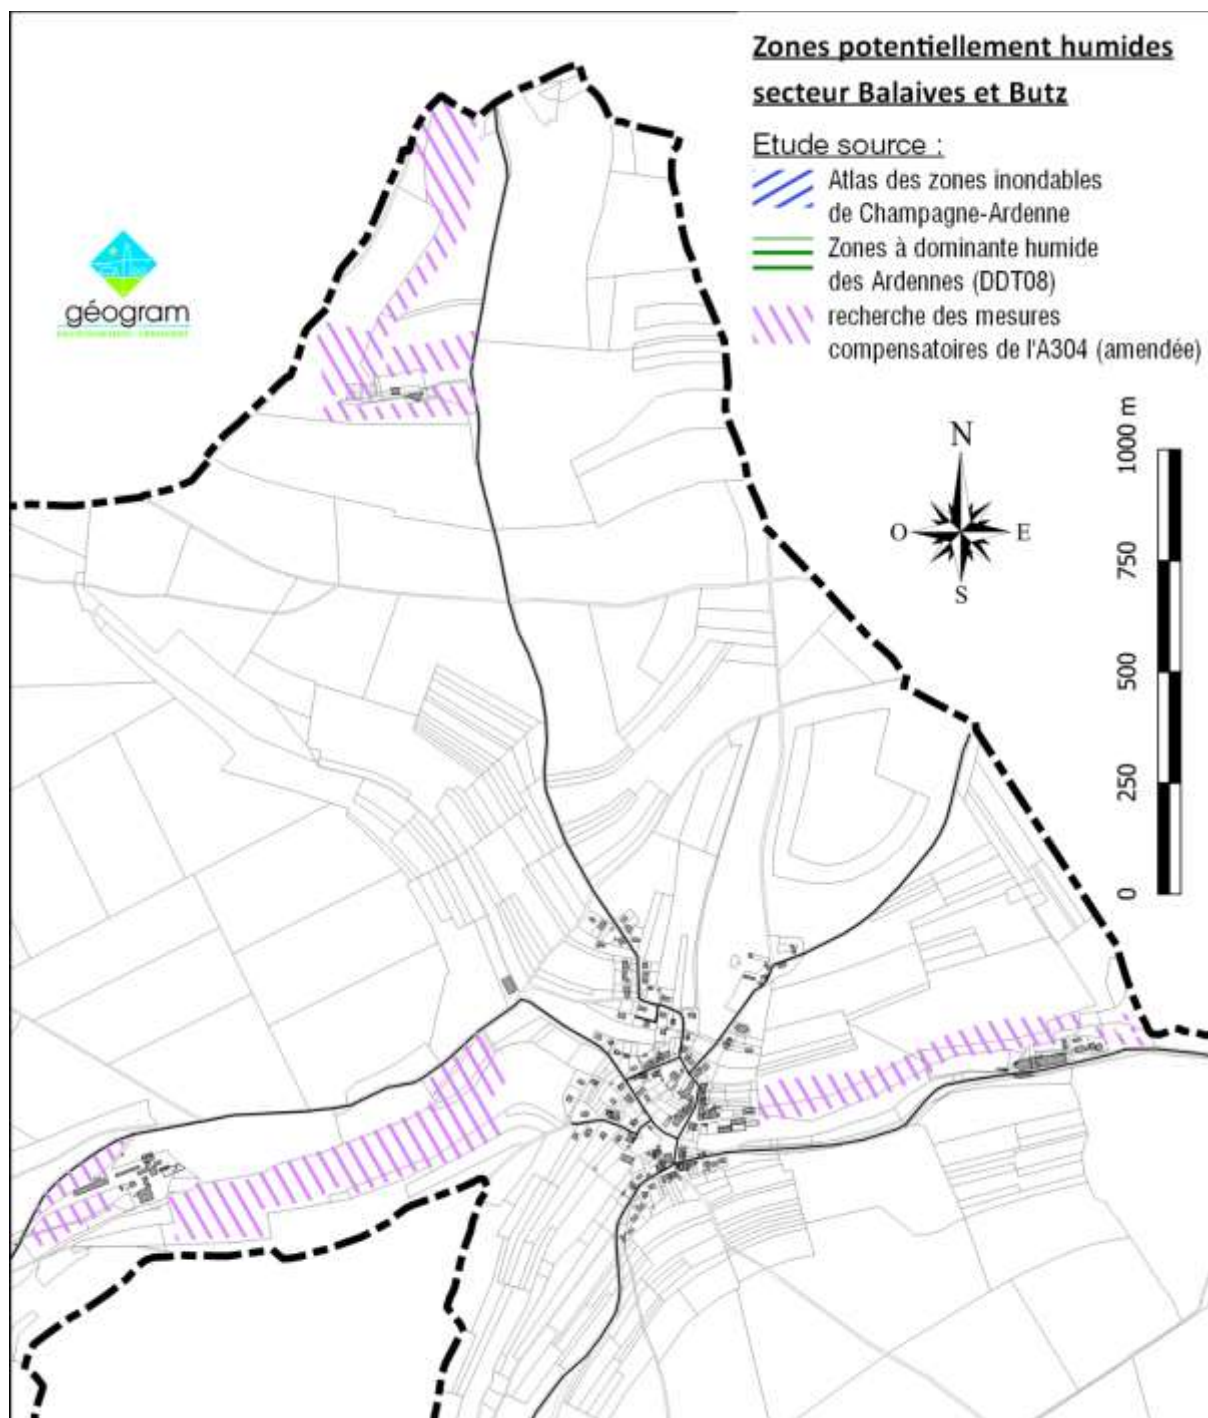 Zones potentiellement humides
secteur Balaives et Butz
Etude source :
Atlas des zones inondables
de Champagne-Ardenne
Zones à dominante humide
des Ardennes (DDT08)
recherche des mesures
compensatoires de l'A304 (amendée)
géogram
N
O
E
S
1000 m
750
500
250
0